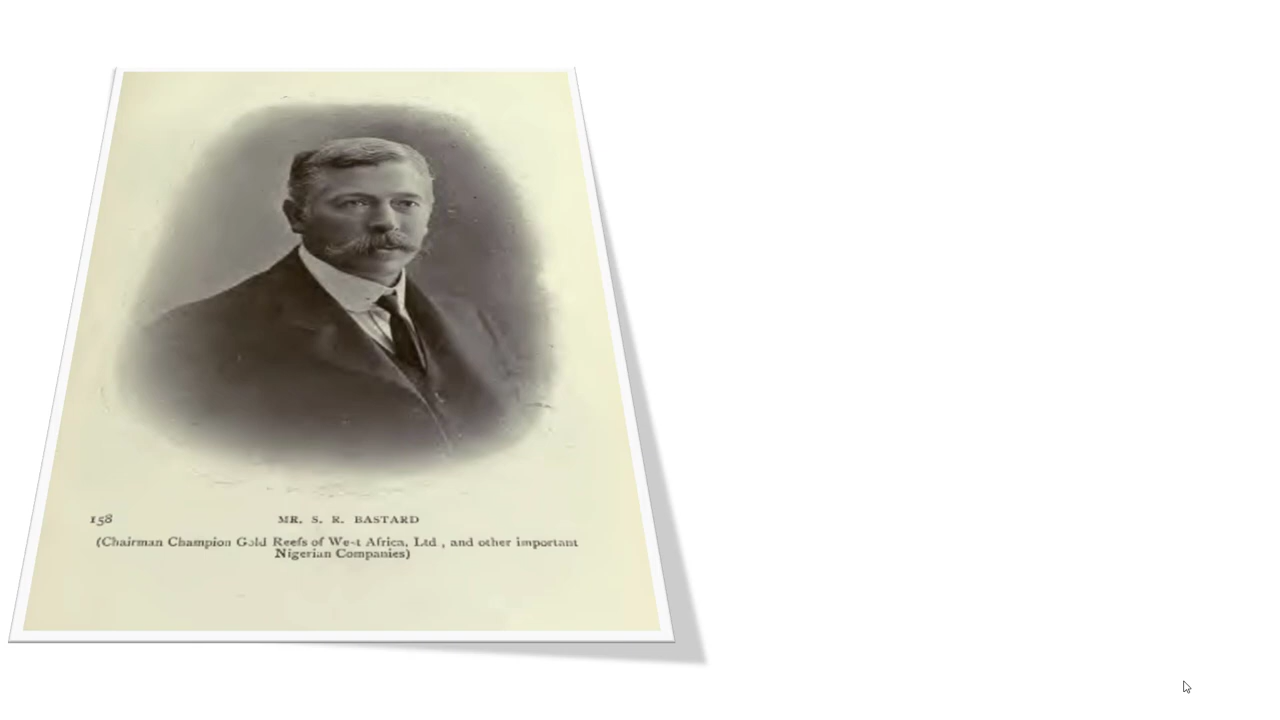 158 MR. S. R. BASTARD
(Chairman Champion Gold Reefs of West Africa, Ltd , and other important
Nigerian Companies)